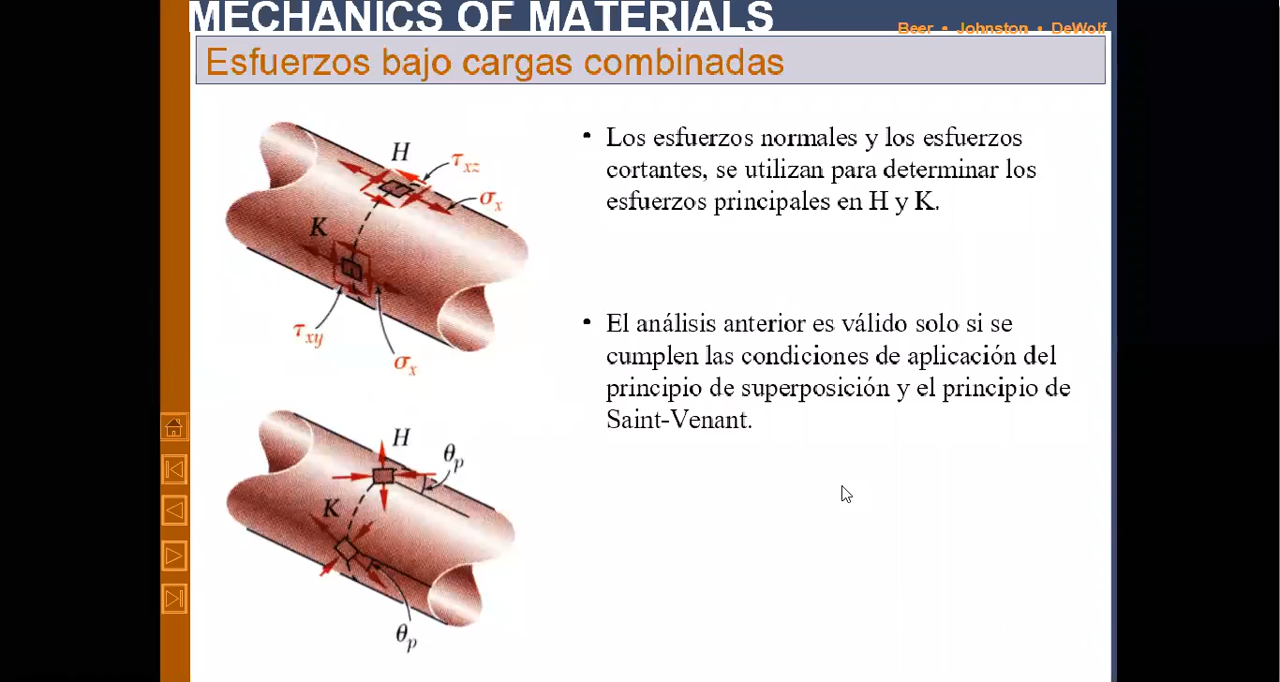 MECHANICS OF MATERIALS
Beer • Johnston • DeWolf
Esfuerzos bajo cargas combinadas
H
τxz
σx
K
τxy
σx
• Los esfuerzos normales y los esfuerzos
cortantes, se utilizan para determinar los
esfuerzos principales en H y K.
• El análisis anterior es válido solo si se
cumplen las condiciones de aplicación del
principio de superposición y el principio de
Saint-Venant.
H
θp
K
θp